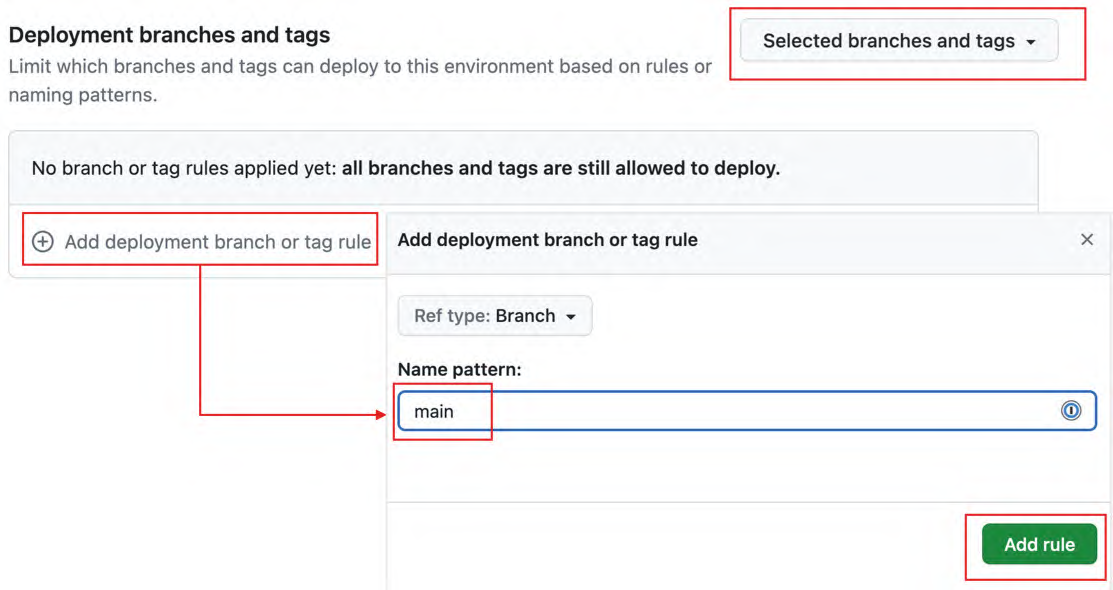 Deployment branches and tags
Selected branches and tags
Limit which branches and tags can deploy to this environment based on rules or
naming patterns.
No branch or tag rules applied yet: all branches and tags are still allowed to deploy.
Add deployment branch or tag rule
Add deployment branch or tag rule
Ref type: Branch
Name pattern:
main
Add rule